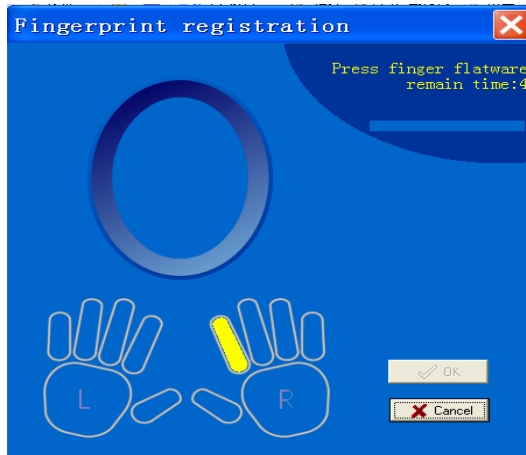 Fingerprint registration
Press finger flatware
remain time:4
L
R
OK
Cancel